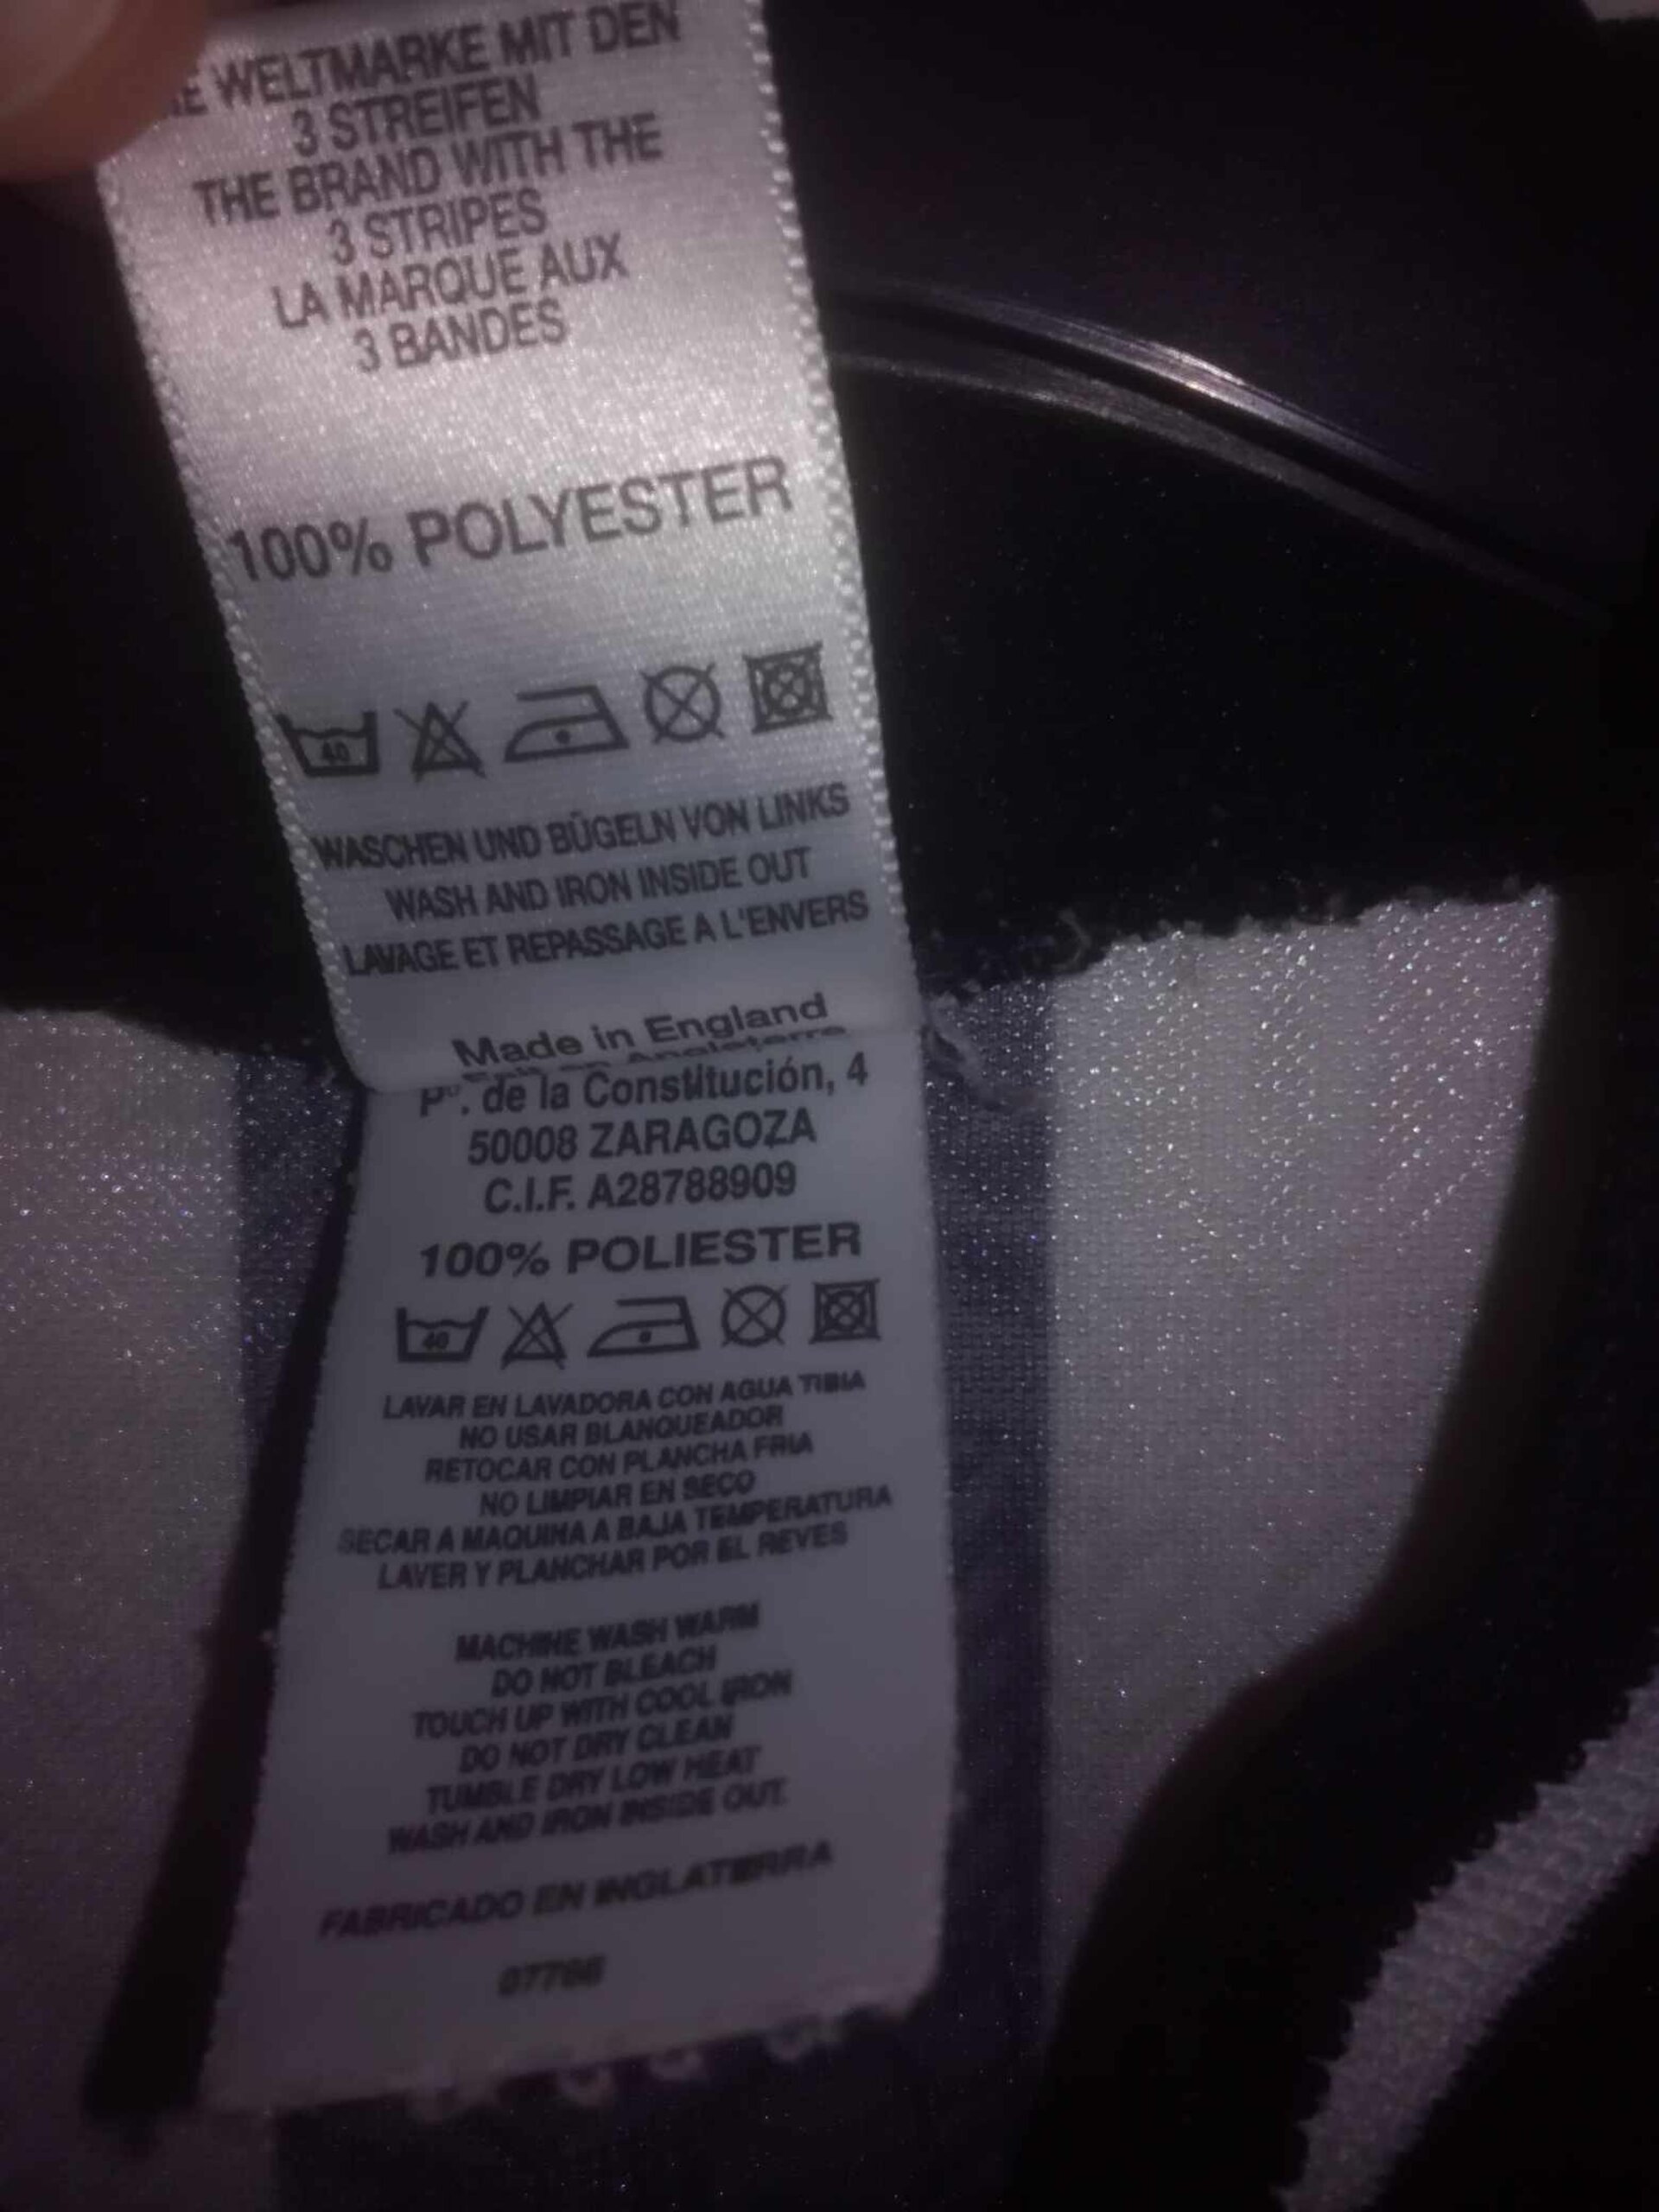 WELTMARKE MIT DEN
3 STREIFEN
THE BRAND WITH THE
3 STRIPES
LA MARQUE AUX
3 BANDES
100% POLYESTER
40
WASCHEN UND BÜGELN VON LINKS
WASH AND IRON INSIDE OUT
LAVAGE ET REPASSAGE A L'ENVERS
Made in England
Pº. de la Constitución, 4
50008 ZARAGOZA
C.I.F. A28788909
100% POLIESTER
40
LAVAR EN LAVADORA CON AGUA TIBIA
NO USAR BLANQUEADOR
RETOCAR CON PLANCHA FRIA
NO LIMPIAR EN SECO
SECAR A MAQUINA A BAJA TEMPERATURA
LAVER Y PLANCHAR POR EL REVES
MACHINE WASH WARM
DO NOT BLEACH
TOUCH UP WITH COOL IRON
DO NOT DRY CLEAN
TUMBLE DRY LOW HEAT
WASH AND IRON INSIDE OUT.
FABRICADO EN INGLATERRA